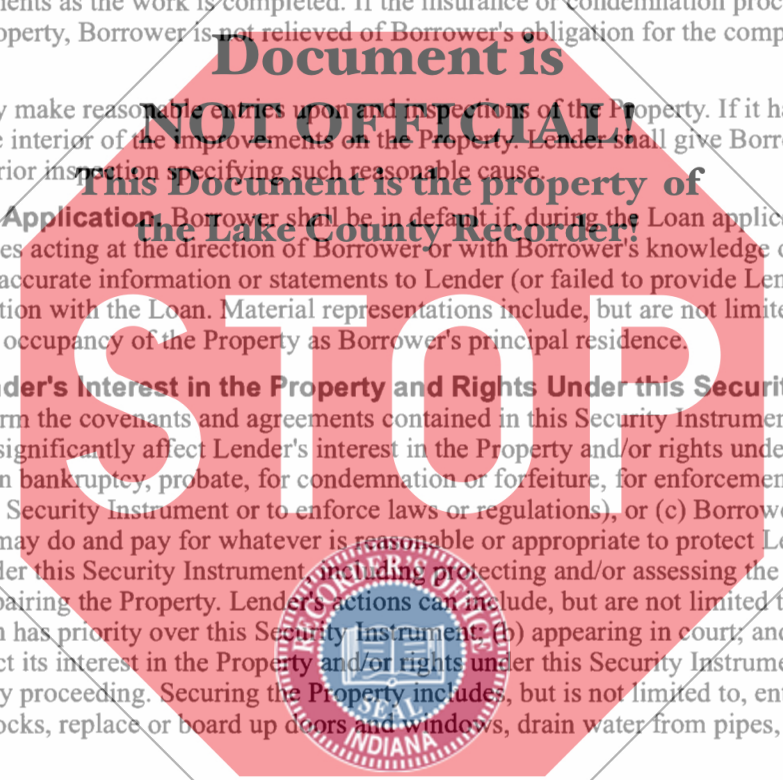 ments as the work is completed. If the insurance or condemnation proc
operty, Borrower is not relieved of Borrower's obligation for the comp
Document is
y make reasonable entries upon and inspections of the Property. If it h
NOT OFFICIAL!
e interior of the improvements on the Property. Lender shall give Borr
rior inspection specifying such reasonable cause.
This Document is the property of
Application. Borrower shall be in default if, during the Loan applic
the Lake County Recorder!
es acting at the direction of Borrower or with Borrower's knowledge
accurate information or statements to Lender (or failed to provide Len
tion with the Loan. Material representations include, but are not limite
occupancy of the Property as Borrower's principal residence.
STOP
der's Interest in the Property and Rights Under this Securit
rm the covenants and agreements contained in this Security Instrumen
significantly affect Lender's interest in the Property and/or rights unde
n bankruptcy, probate, for condemnation or forfeiture, for enforcemen
Security Instrument or to enforce laws or regulations), or (c) Borrowe
may do and pay for whatever is reasonable or appropriate to protect Le
der this Security Instrument, including protecting and/or assessing the
pairing the Property. Lender's actions can include, but are not limited t
n has priority over this Security Instrument; (b) appearing in court; and
ct its interest in the Property and/or rights under this Security Instrume
y proceeding. Securing the Property includes, but is not limited to, en
ocks, replace or board up doors and windows, drain water from pipes,
RECORDER'S OFFICE
SEAL
INDIANA